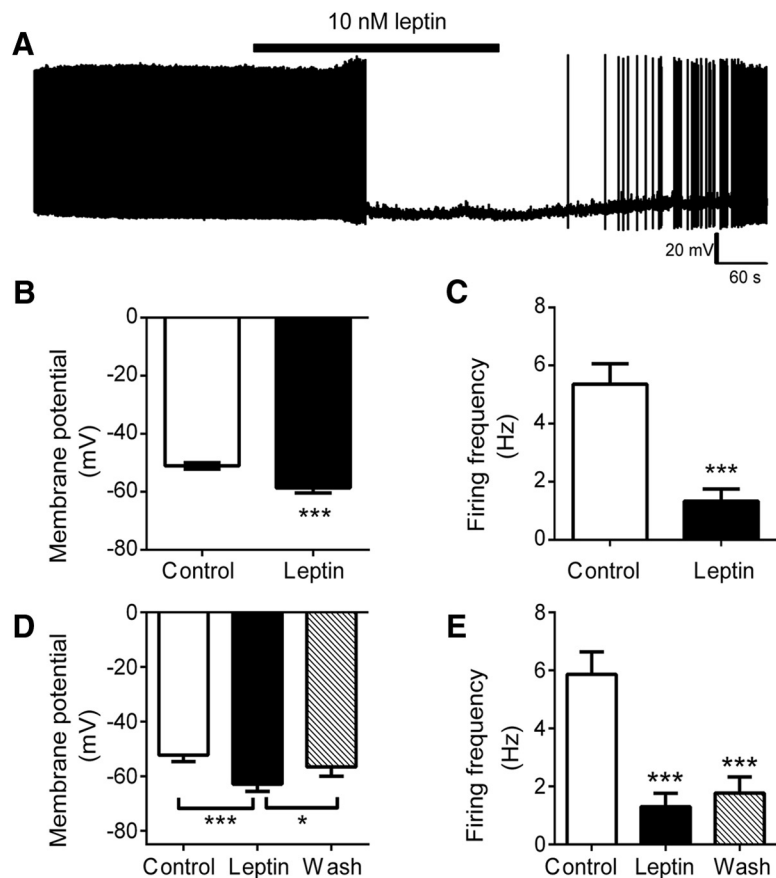 A
10 nM leptin
20 mV
60 s
B
Membrane potential
(mV)
0
-20
-40
-60
-80
***
Control Leptin
C
Firing frequency
(Hz)
8
6
4
2
0
***
Control Leptin
D
Membrane potential
(mV)
0
-20
-40
-60
-80
***
*
Control Leptin Wash
E
Firing frequency
(Hz)
8
6
4
2
0
***
***
Control Leptin Wash